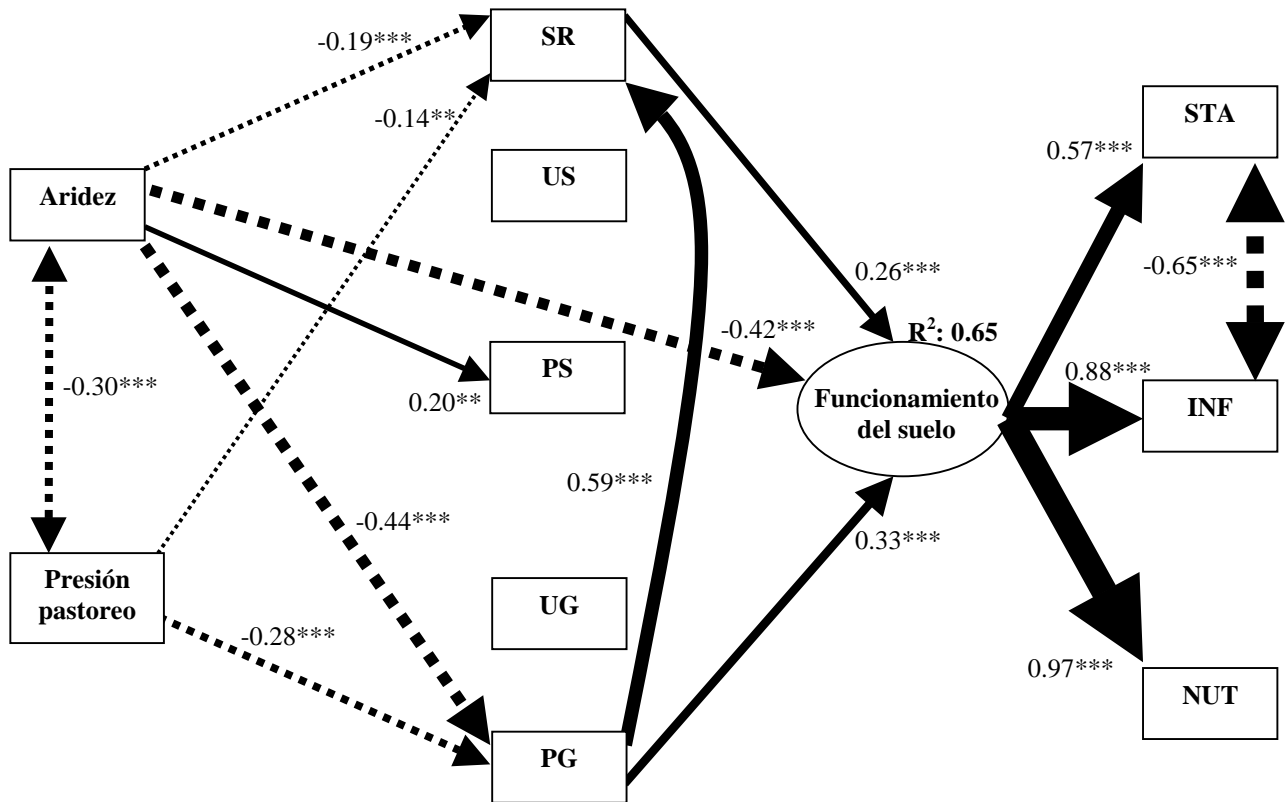 SR
-0.19***
-0.14**
STA
0.57***
US
Aridez
-0.65***
0.26***
R²: 0.65
-0.42***
PS
0.20**
-0.30***
0.88***
INF
Funcionamiento
del suelo
0.59***
-0.44***
0.33***
Presión
pastoreo
UG
-0.28***
0.97***
NUT
PG